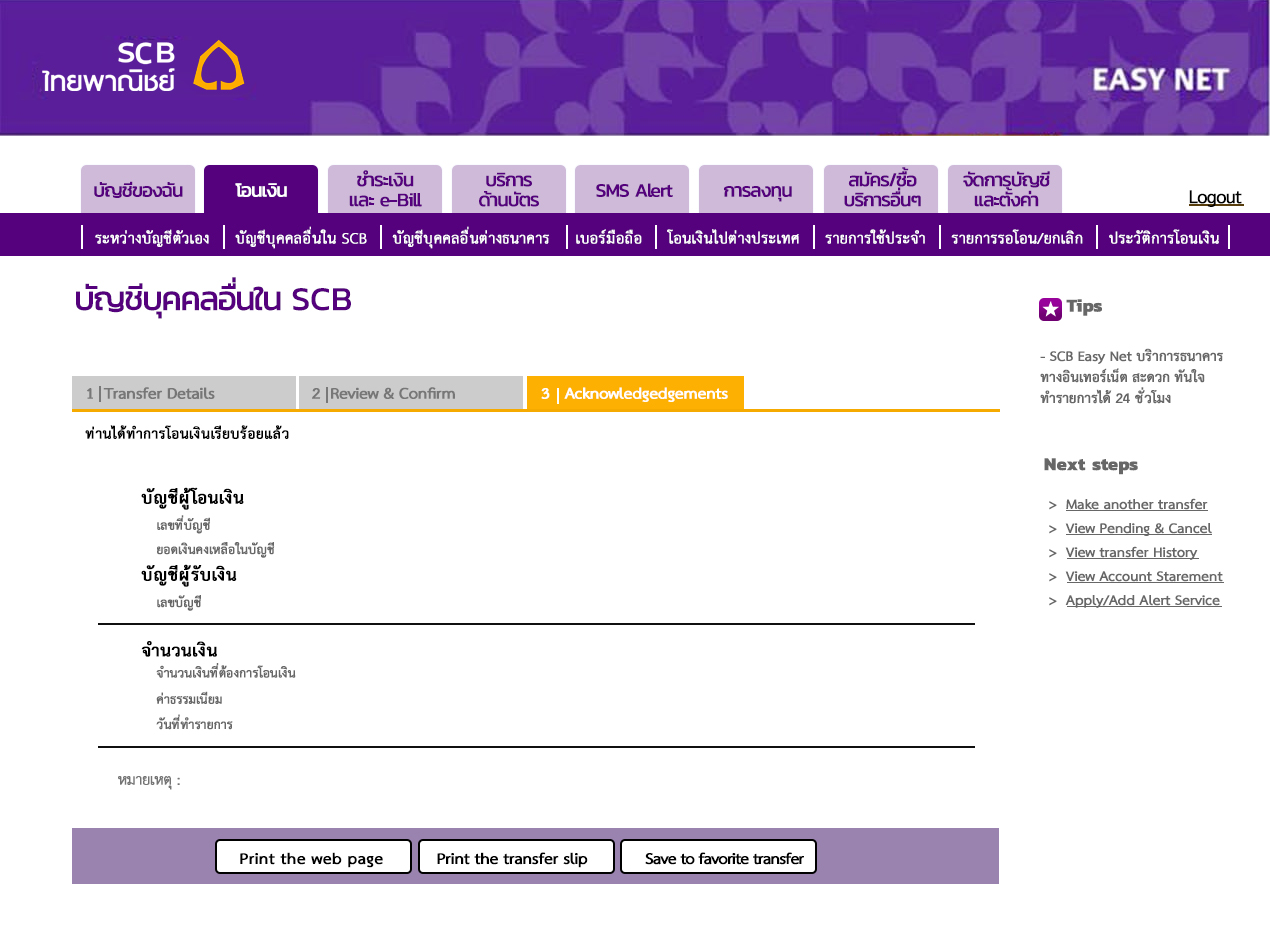 SCB
ไทยพาณิชย์
EASY NET
บัญชีของฉัน
โอนเงิน
ชำระเงิน
และ e-Bill
บริการ
ด้านบัตร
SMS Alert
การลงทุน
สมัคร/ซื้อ
บริการอื่นๆ
จัดการบัญชี
และตั้งค่า
Logout
ระหว่างบัญชีตัวเอง
บัญชีบุคคลอื่นใน SCB
บัญชีบุคคลอื่นต่างธนาคาร
เบอร์มือถือ
โอนเงินไปต่างประเทศ
รายการใช้ประจำ
รายการรอโอน/ยกเลิก
ประวัติการโอนเงิน
บัญชีบุคคลอื่นใน SCB
1 |Transfer Details
2 |Review & Confirm
3 | Acknowledgedgements
ท่านได้ทำการโอนเงินเรียบร้อยแล้ว
บัญชีผู้โอนเงิน
เลขที่บัญชี
ยอดเงินคงเหลือในบัญชี
บัญชีผู้รับเงิน
เลขบัญชี
จำนวนเงิน
จำนวนเงินที่ต้องการโอนเงิน
ค่าธรรมเนียม
วันที่ทำรายการ
หมายเหตุ :
Print the web page
Print the transfer slip
Save to favorite transfer
Tips
- SCB Easy Net บริาการธนาคาร
ทางอินเทอร์เน็ต สะดวก ทันใจ
ทำรายการได้ 24 ชั่วโมง
Next steps
> Make another transfer
> View Pending & Cancel
> View transfer History
> View Account Starement
> Apply/Add Alert Service